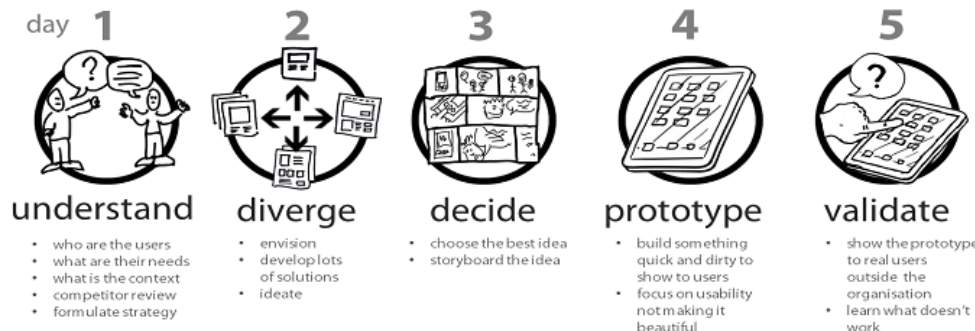 day 1 2 3 4 5
? ?
understand diverge decide prototype validate
• who are the users
• what are their needs
• what is the context
• competitor review
• formulate strategy
• envision
• develop lots
of solutions
• ideate
• choose the best idea
• storyboard the idea
• build something
quick and dirty to
show to users
• focus on usability
not making it
beautiful
• show the prototype
to real users
outside the
organisation
• learn what doesn't
work